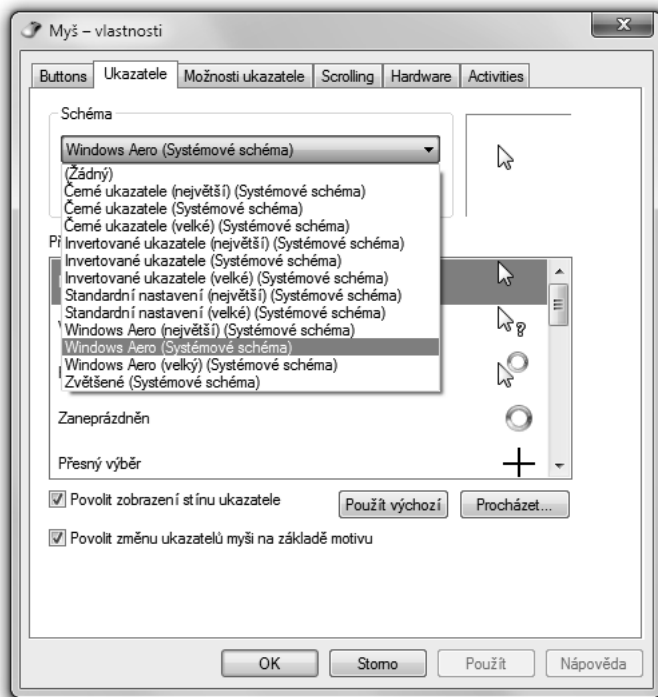 Myš – vlastnosti
x
Buttons Ukazatele Možnosti ukazatele Scrolling Hardware Activities
Schéma
Windows Aero (Systémové schéma)
(Žádný)
Černé ukazatele (největší) (Systémové schéma)
Černé ukazatele (Systémové schéma)
Černé ukazatele (velké) (Systémové schéma)
Invertované ukazatele (největší) (Systémové schéma)
Invertované ukazatele (Systémové schéma)
Invertované ukazatele (velké) (Systémové schéma)
Standardní nastavení (největší) (Systémové schéma)
Standardní nastavení (velké) (Systémové schéma)
Windows Aero (největší) (Systémové schéma)
Windows Aero (Systémové schéma)
Windows Aero (velký) (Systémové schéma)
Zvětšené (Systémové schéma)
Zaneprázdněn
Přesný výběr
Povolit zobrazení stínu ukazatele
Použít výchozí Procházet...
Povolit změnu ukazatelů myši na základě motivu
OK Storno Použít Nápověda